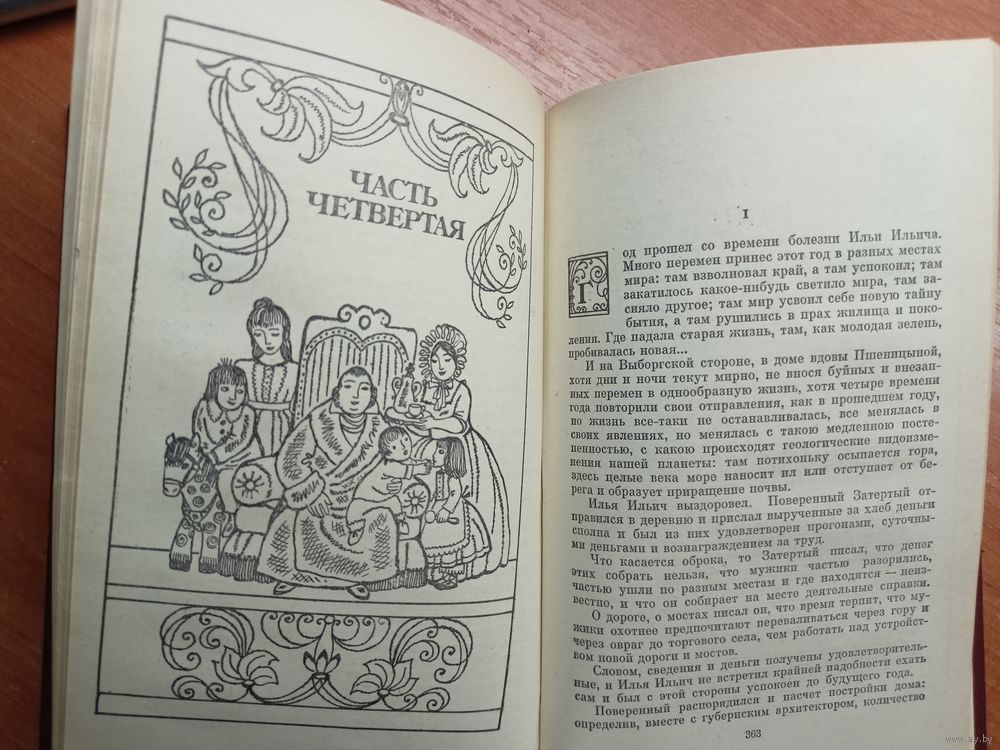 ЧАСТЬ
ЧЕТВЕРТАЯ
I
Год прошел со времени болезни Ильи Ильича.
Много перемен принес этот год в разных местах
мира: там взволновал край, а там успокоил; там
закатилось какое-нибудь светило мира, там за-
сияло другое; там мир усвоил себе новую тайну
бытия, а там рушились в прах жилища и поко-
ления. Где падала старая жизнь, там, как молодая зелень,
пробивалась новая...
И на Выборгской стороне, в доме вдовы Пшеницыной,
хотя дни и ночи текут мирно, не внося буйных и внезап-
ных перемен в однообразную жизнь, хотя четыре времени
года повторили свои отправления, как в прошедшем году,
но жизнь все-таки не останавливалась, все менялась в
своих явлениях, но менялась с такою медленною посте-
пенностью, с какою происходят геологические видоизме-
нения нашей планеты: там потихоньку осыпается гора,
здесь целые века море наносит ил или отступает от бе-
рега и образует приращение почвы.
Илья Ильич выздоровел. Поверенный Затертый от-
правился в деревню и прислал вырученные за хлеб деньги
сполна и был из них удовлетворен прогонами, суточны-
ми деньгами и вознаграждением за труд.
Что касается оброка, то Затертый писал, что денег
этих собрать нельзя, что мужики частью разорились,
частью ушли по разным местам и где находятся — неиз-
вестно, и что он собирает на месте деятельные справки.
О дороге, о мостах писал он, что время терпит, что му-
жики охотнее предпочитают переваливаться через гору и
через овраг до торгового села, чем работать над устройст-
вом новой дороги и мостов.
Словом, сведения и деньги получены удовлетворитель-
ные, и Илья Ильич не встретил крайней надобности ехать
сам и был с этой стороны успокоен до будущего года.
Поверенный распорядился и насчет постройки дома:
определив, вместе с губернским архитектором, количество
363
www.ay.by